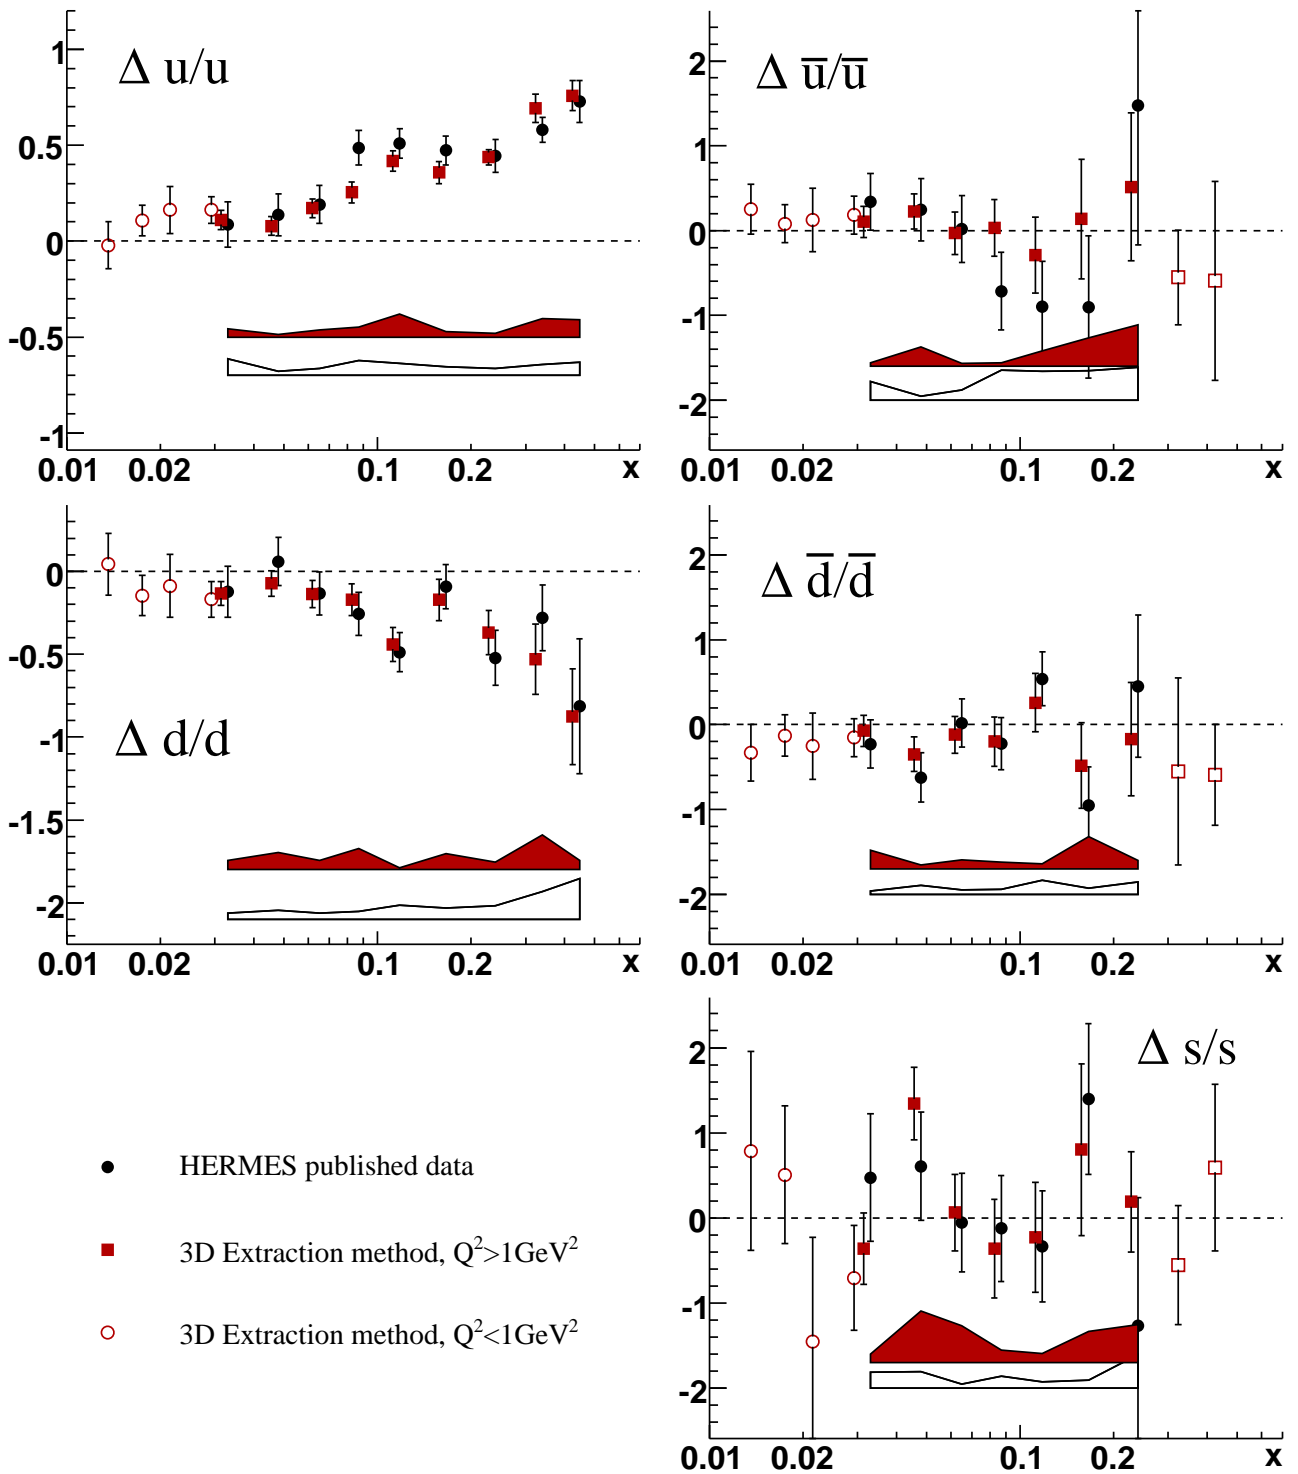 Δ u/u
1
0.5
0
-0.5
-1
0.01 0.02 0.1 0.2 x
Δ u̅/u̅
2
1
0
-1
-2
0.01 0.02 0.1 0.2 x
Δ d/d
0
-0.5
-1
-1.5
-2
0.01 0.02 0.1 0.2 x
Δ d̅/d̅
2
1
0
-1
-2
0.01 0.02 0.1 0.2 x
HERMES published data
3D Extraction method, Q²>1GeV²
3D Extraction method, Q²<1GeV²
Δ s/s
2
1
0
-1
-2
0.01 0.02 0.1 0.2 x